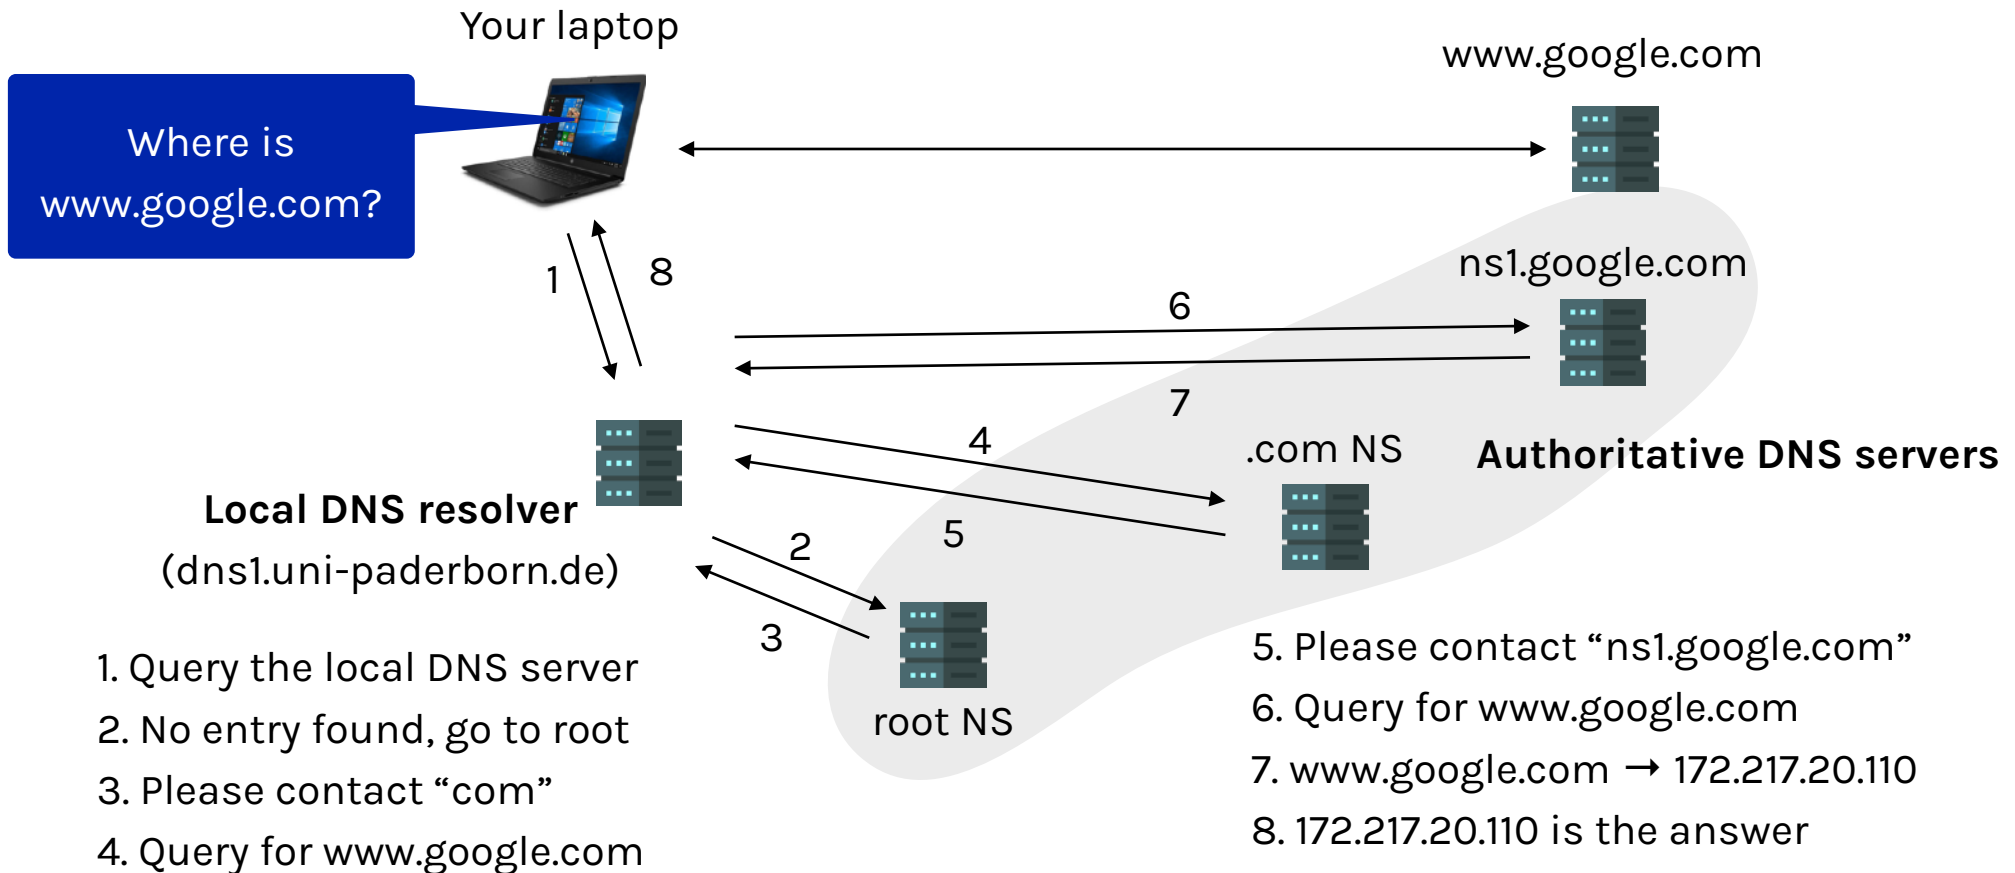 Your laptop
www.google.com
Where is
www.google.com?
ns1.google.com
1
8
6
7
4
.com NS
Authoritative DNS servers
Local DNS resolver
(dns1.uni-paderborn.de)
5
2
3
root NS
1. Query the local DNS server
2. No entry found, go to root
3. Please contact “com”
4. Query for www.google.com
5. Please contact “ns1.google.com”
6. Query for www.google.com
7. www.google.com → 172.217.20.110
8. 172.217.20.110 is the answer